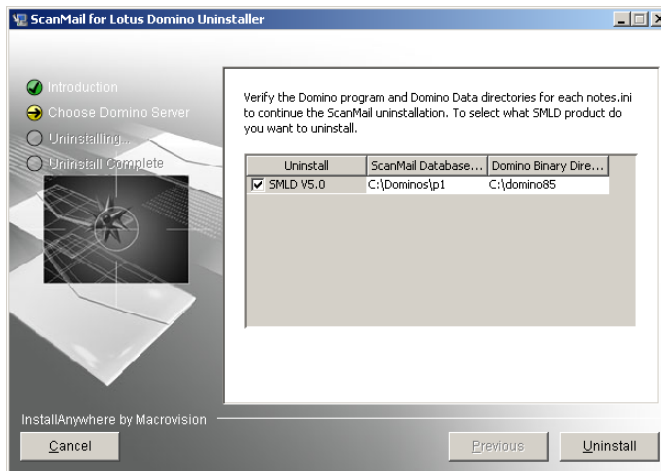 ScanMail for Lotus Domino Uninstaller
Introduction
Choose Domino Server
Uninstalling...
Uninstall Complete
Verify the Domino program and Domino Data directories for each notes.ini
to continue the ScanMail uninstallation. To select what SMLD product do
you want to uninstall.
Uninstall ScanMail Database... Domino Binary Dire...
SMLD V5.0 C:\Dominos\p1 C:\domino85
InstallAnywhere by Macrovision
Cancel Previous Uninstall